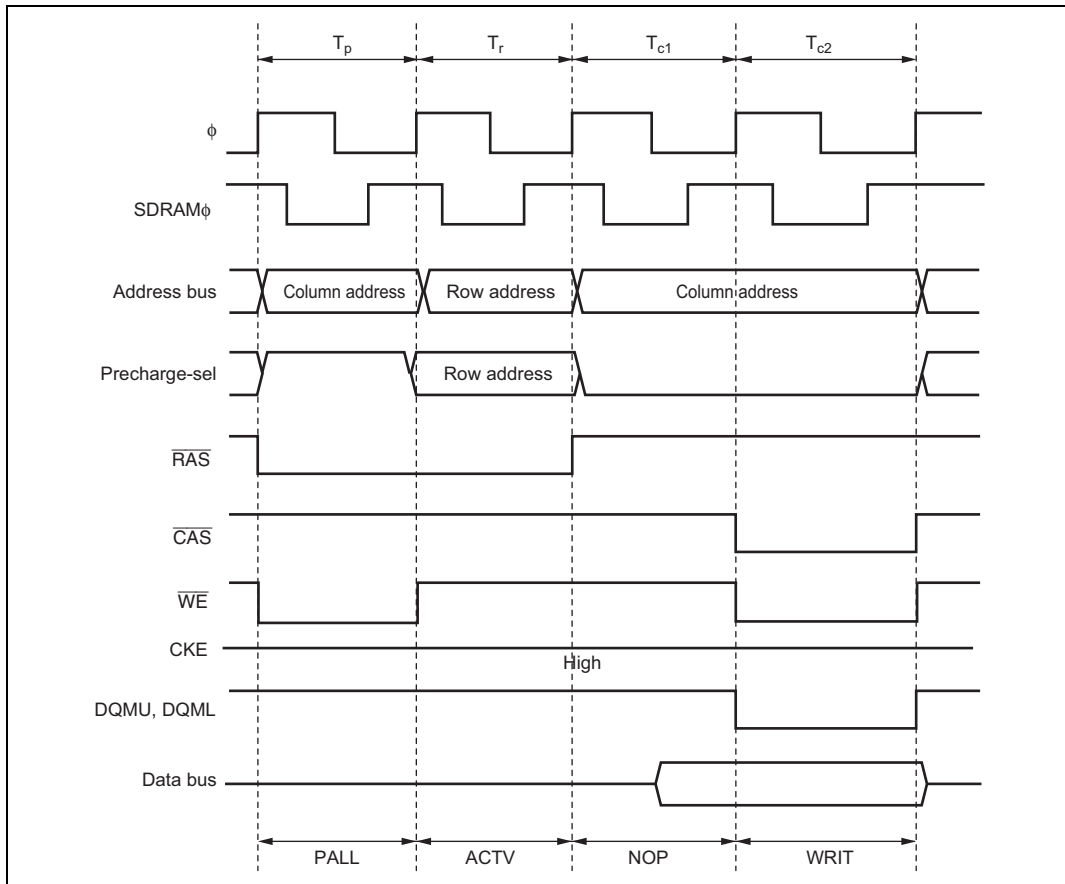 Tp Tr Tc1 Tc2
ϕ
SDRAMϕ
Address bus Column address Row address Column address
Precharge-sel Row address
RAS
CAS
WE
CKE
High
DQMU, DQML
Data bus
PALL ACTV NOP WRIT